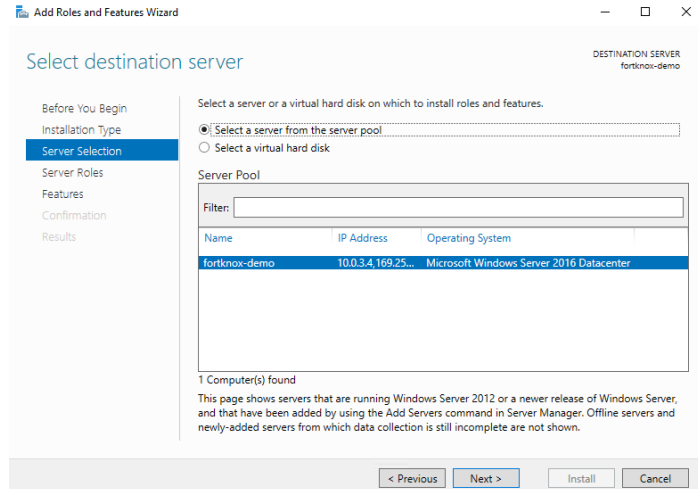 Add Roles and Features Wizard
Select destination server
DESTINATION SERVER
fortknox-demo
Before You Begin
Installation Type
Server Selection
Server Roles
Features
Confirmation
Results
Select a server or a virtual hard disk on which to install roles and features.
Select a server from the server pool
Select a virtual hard disk
Server Pool
Filter:
Name IP Address Operating System
fortknox-demo 10.0.3.4,169.25... Microsoft Windows Server 2016 Datacenter
1 Computer(s) found
This page shows servers that are running Windows Server 2012 or a newer release of Windows Server,
and that have been added by using the Add Servers command in Server Manager. Offline servers and
newly-added servers from which data collection is still incomplete are not shown.
< Previous Next > Install Cancel